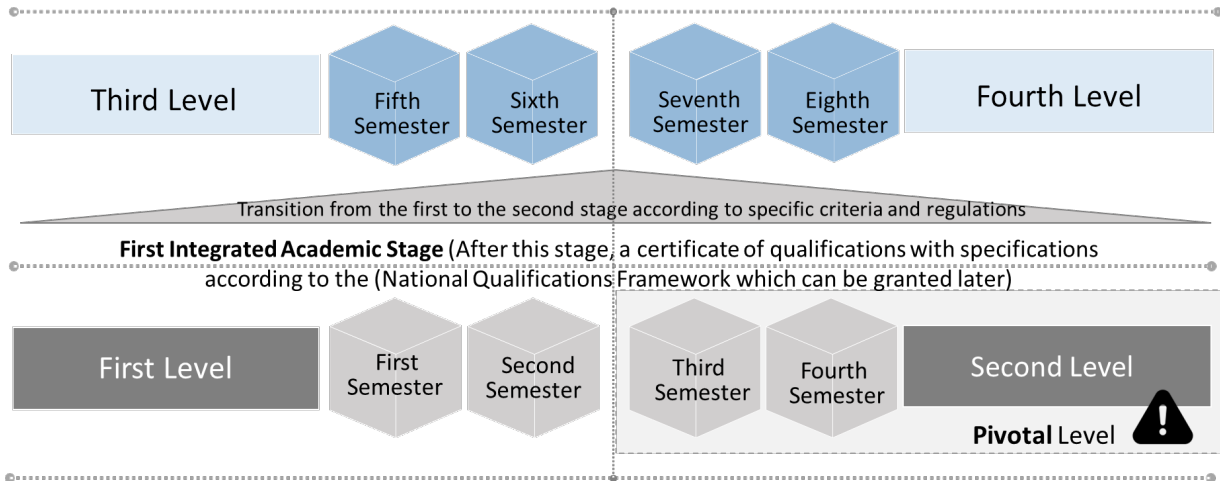 Third Level
Fifth
Semester
Sixth
Semester
Seventh
Semester
Eighth
Semester
Fourth Level
Transition from the first to the second stage according to specific criteria and regulations
First Integrated Academic Stage (After this stage, a certificate of qualifications with specifications
according to the (National Qualifications Framework which can be granted later)
First Level
First
Semester
Second
Semester
Third
Semester
Fourth
Semester
Second Level
Pivotal Level